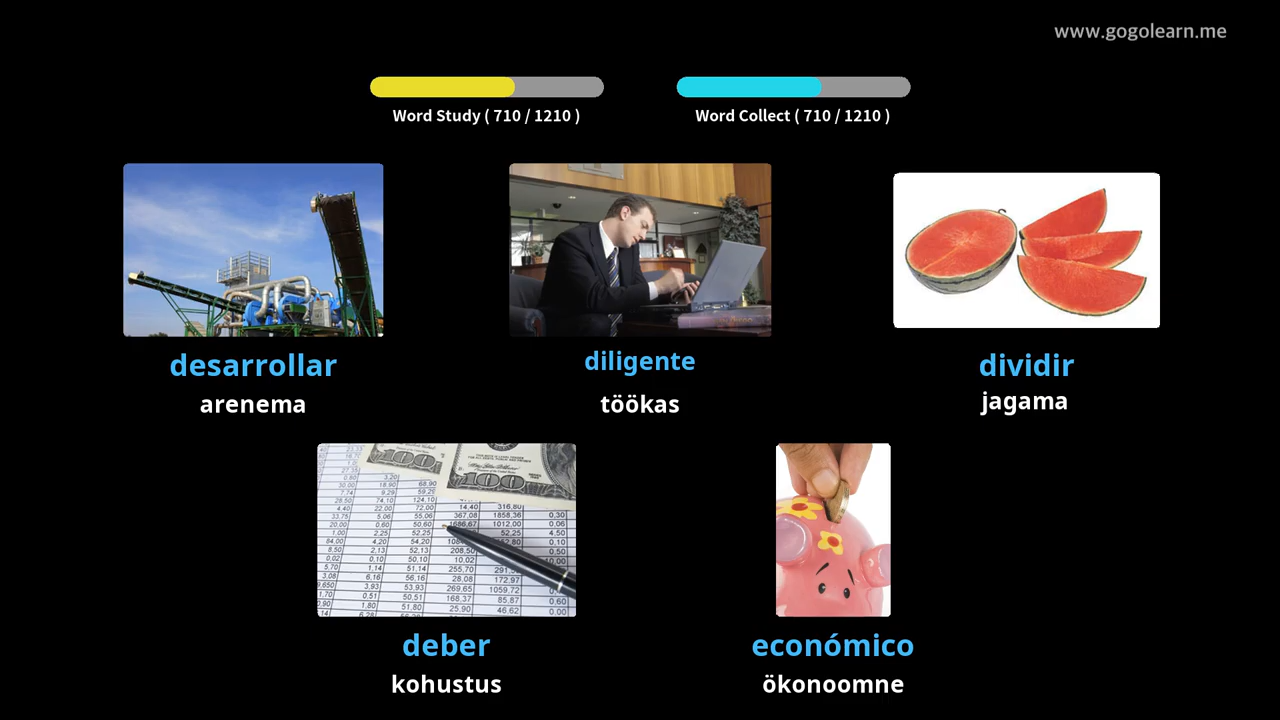 www.gogolearn.me
Word Study ( 710 / 1210 )
Word Collect ( 710 / 1210 )
desarrollar
arenema
diligente
töökas
dividir
jagama
deber
kohustus
económico
ökonoomne